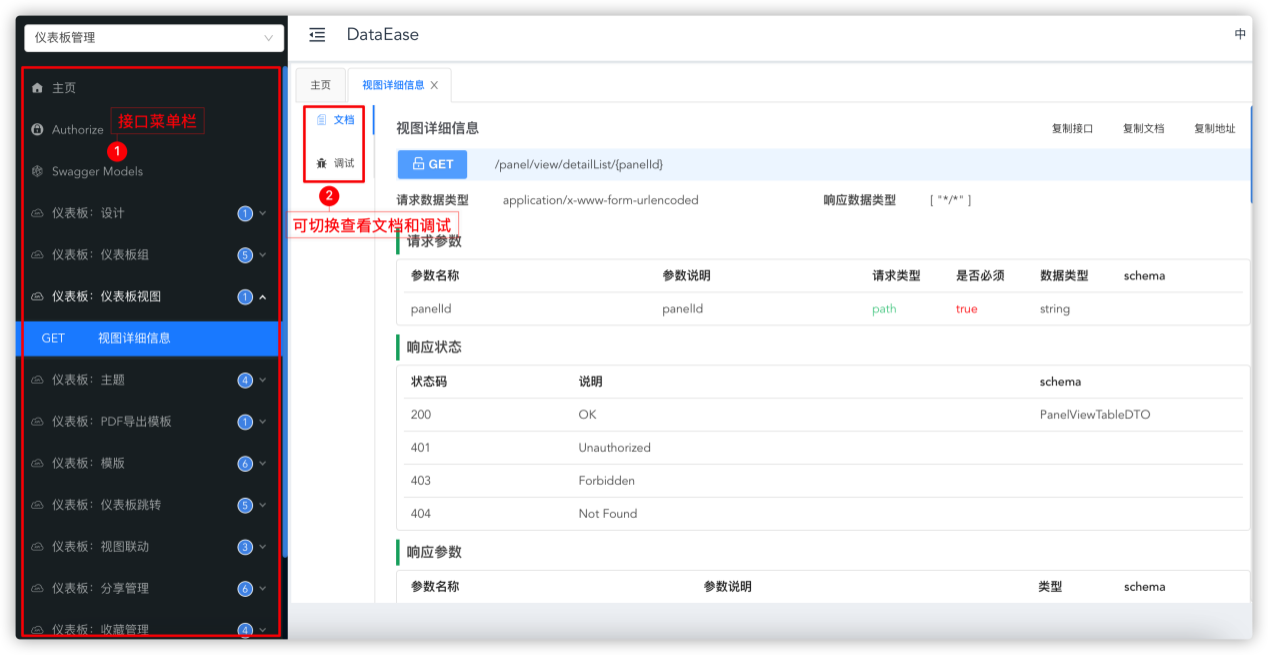 仪表板管理
DataEase
中
主页
Authorize
接口菜单栏
1
Swagger Models
仪表板：设计 1
仪表板：仪表板组 5
仪表板：仪表板视图 1
GET 视图详细信息
仪表板：主题 4
仪表板：PDF导出模板 1
仪表板：模版 6
仪表板：仪表板跳转 5
仪表板：视图联动 3
仪表板：分享管理 6
仪表板：收藏管理 4
主页 视图详细信息 X
文档
调试
2
可切换查看文档和调试
视图详细信息 复制接口 复制文档 复制地址
GET /panel/view/detailList/{panelId}
请求数据类型 application/x-www-form-urlencoded 响应数据类型 [ "*/*" ]
请求参数
参数名称 参数说明 请求类型 是否必须 数据类型 schema
panelId panelId path true string
响应状态
状态码 说明 schema
200 OK PanelViewTableDTO
401 Unauthorized
403 Forbidden
404 Not Found
响应参数
参数名称 参数说明 类型 schema